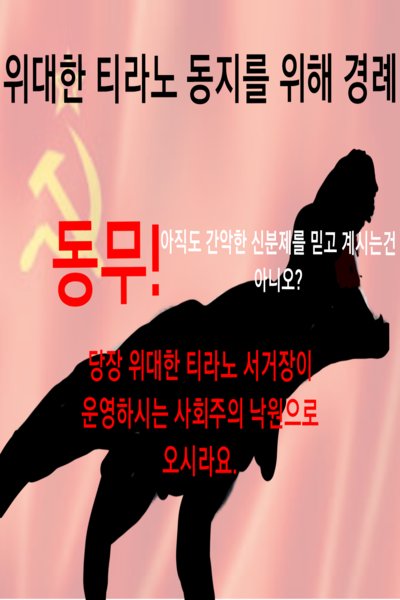 위대한 티라노 동지를 위해 경례
동무!
아직도 간악한 신분제를 믿고 계시는건
아니오?
당장 위대한 티라노 서거장이
운영하시는 사회주의 낙원으로
오시라요.